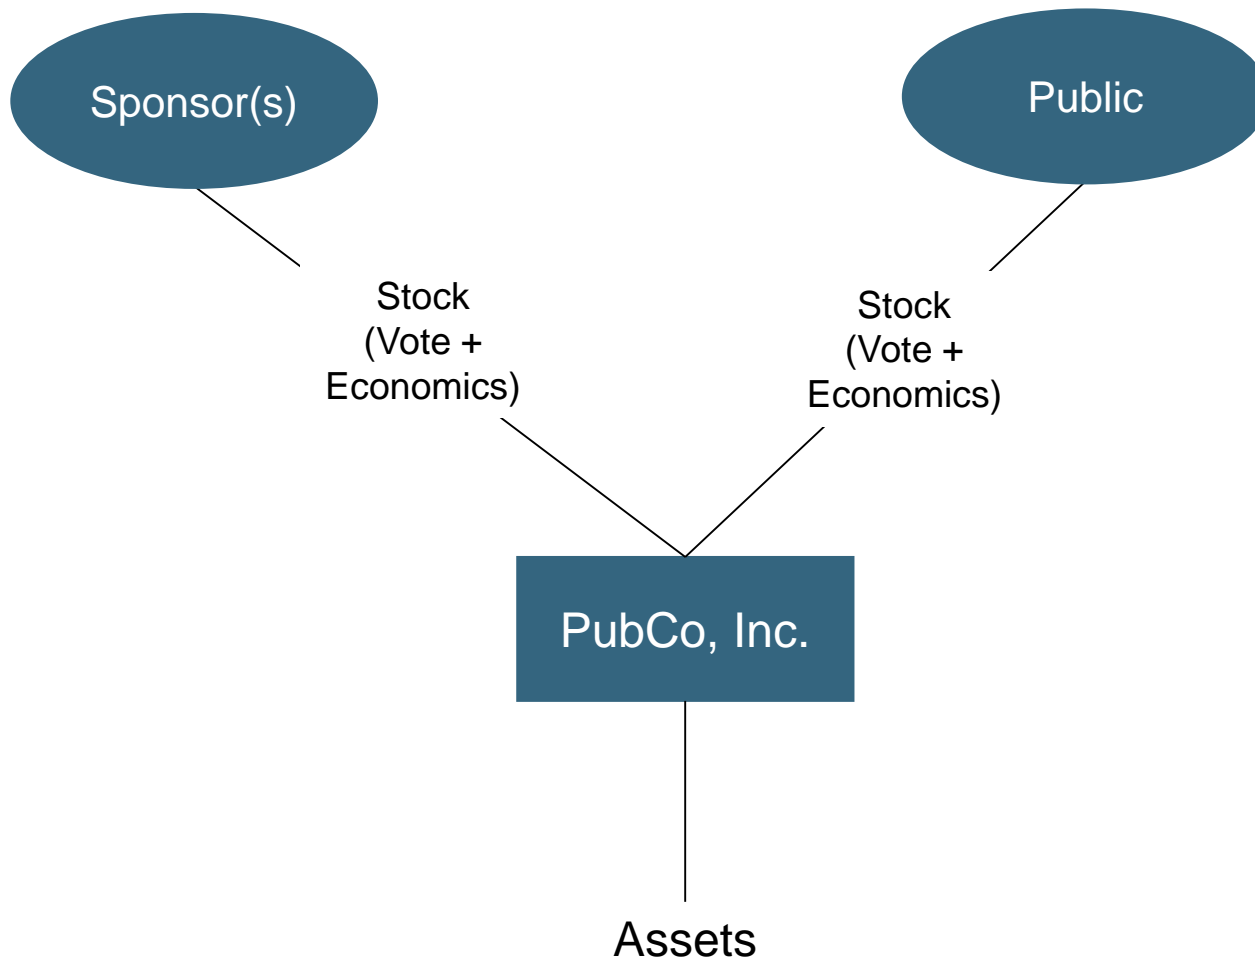 Sponsor(s)
Public
Stock
(Vote +
Economics)
Stock
(Vote +
Economics)
PubCo, Inc.
Assets